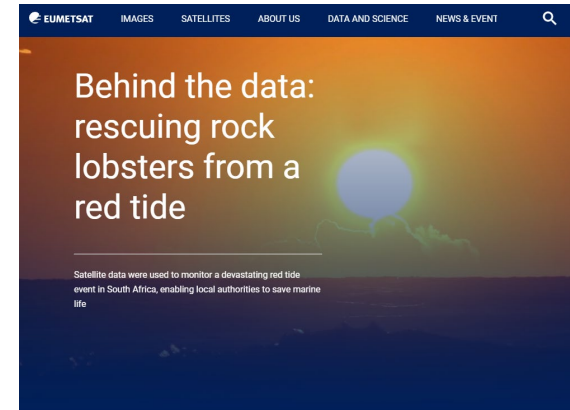 EUMETSAT IMAGES SATELLITES ABOUT US DATA AND SCIENCE NEWS & EVENT
Behind the data:
rescuing rock
lobsters from a
red tide
Satellite data were used to monitor a devastating red tide
event in South Africa, enabling local authorities to save marine
life